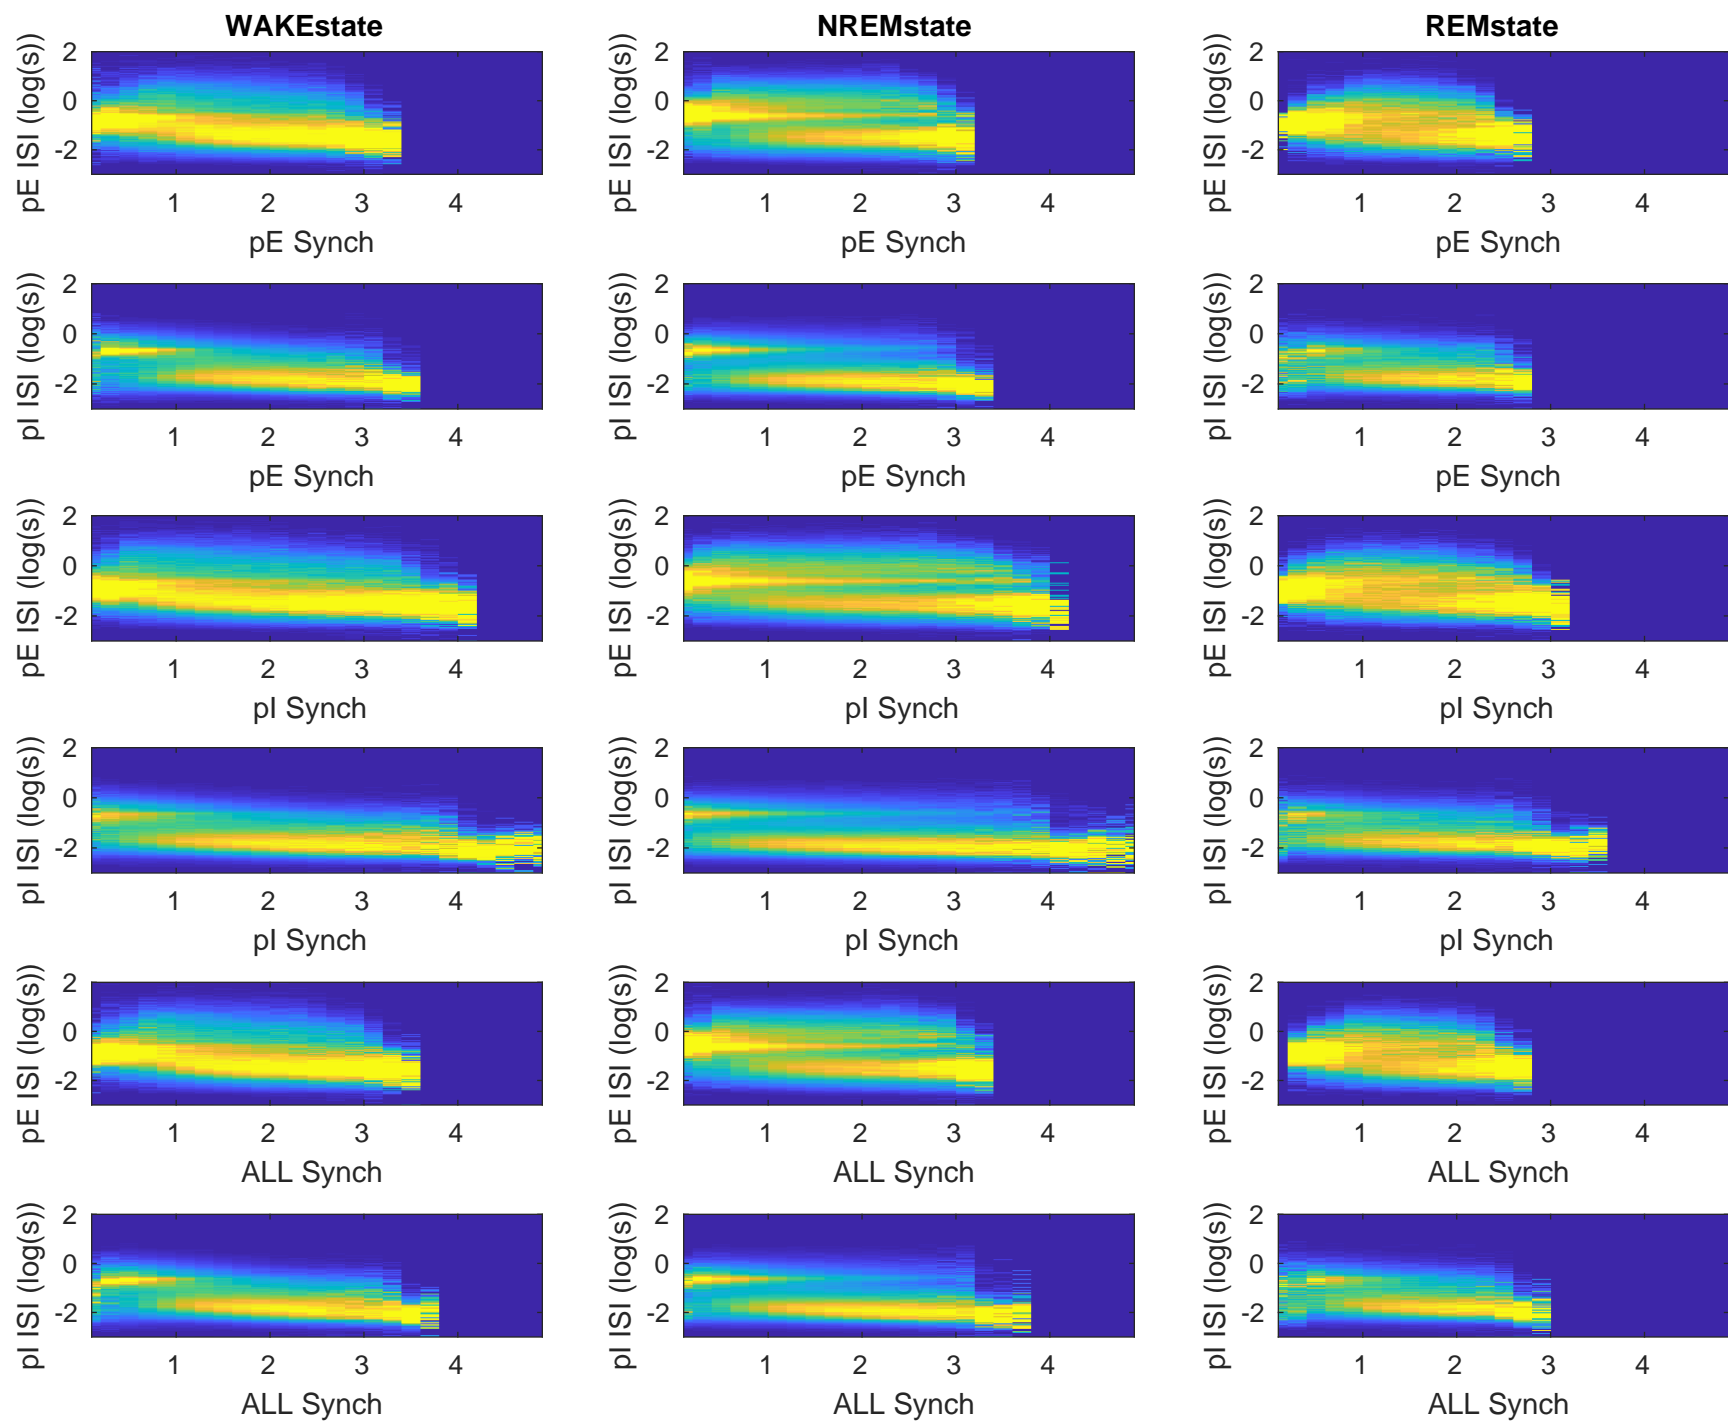 WAKEstate NREMstate REMstate
2 2 2
pE ISI (log(s)) pE ISI (log(s)) pE ISI (log(s))
0 0 0
-2 -2 -2
1 2 3 4 1 2 3 4 1 2 3 4
pE Synch pE Synch pE Synch
2 2 2
pI ISI (log(s)) pI ISI (log(s)) pI ISI (log(s))
0 0 0
-2 -2 -2
1 2 3 4 1 2 3 4 1 2 3 4
pE Synch pE Synch pE Synch
2 2 2
pE ISI (log(s)) pE ISI (log(s)) pE ISI (log(s))
0 0 0
-2 -2 -2
1 2 3 4 1 2 3 4 1 2 3 4
pI Synch pI Synch pI Synch
2 2 2
pI ISI (log(s)) pI ISI (log(s)) pI ISI (log(s))
0 0 0
-2 -2 -2
1 2 3 4 1 2 3 4 1 2 3 4
pI Synch pI Synch pI Synch
2 2 2
pE ISI (log(s)) pE ISI (log(s)) pE ISI (log(s))
0 0 0
-2 -2 -2
1 2 3 4 1 2 3 4 1 2 3 4
ALL Synch ALL Synch ALL Synch
2 2 2
pI ISI (log(s)) pI ISI (log(s)) pI ISI (log(s))
0 0 0
-2 -2 -2
1 2 3 4 1 2 3 4 1 2 3 4
ALL Synch ALL Synch ALL Synch